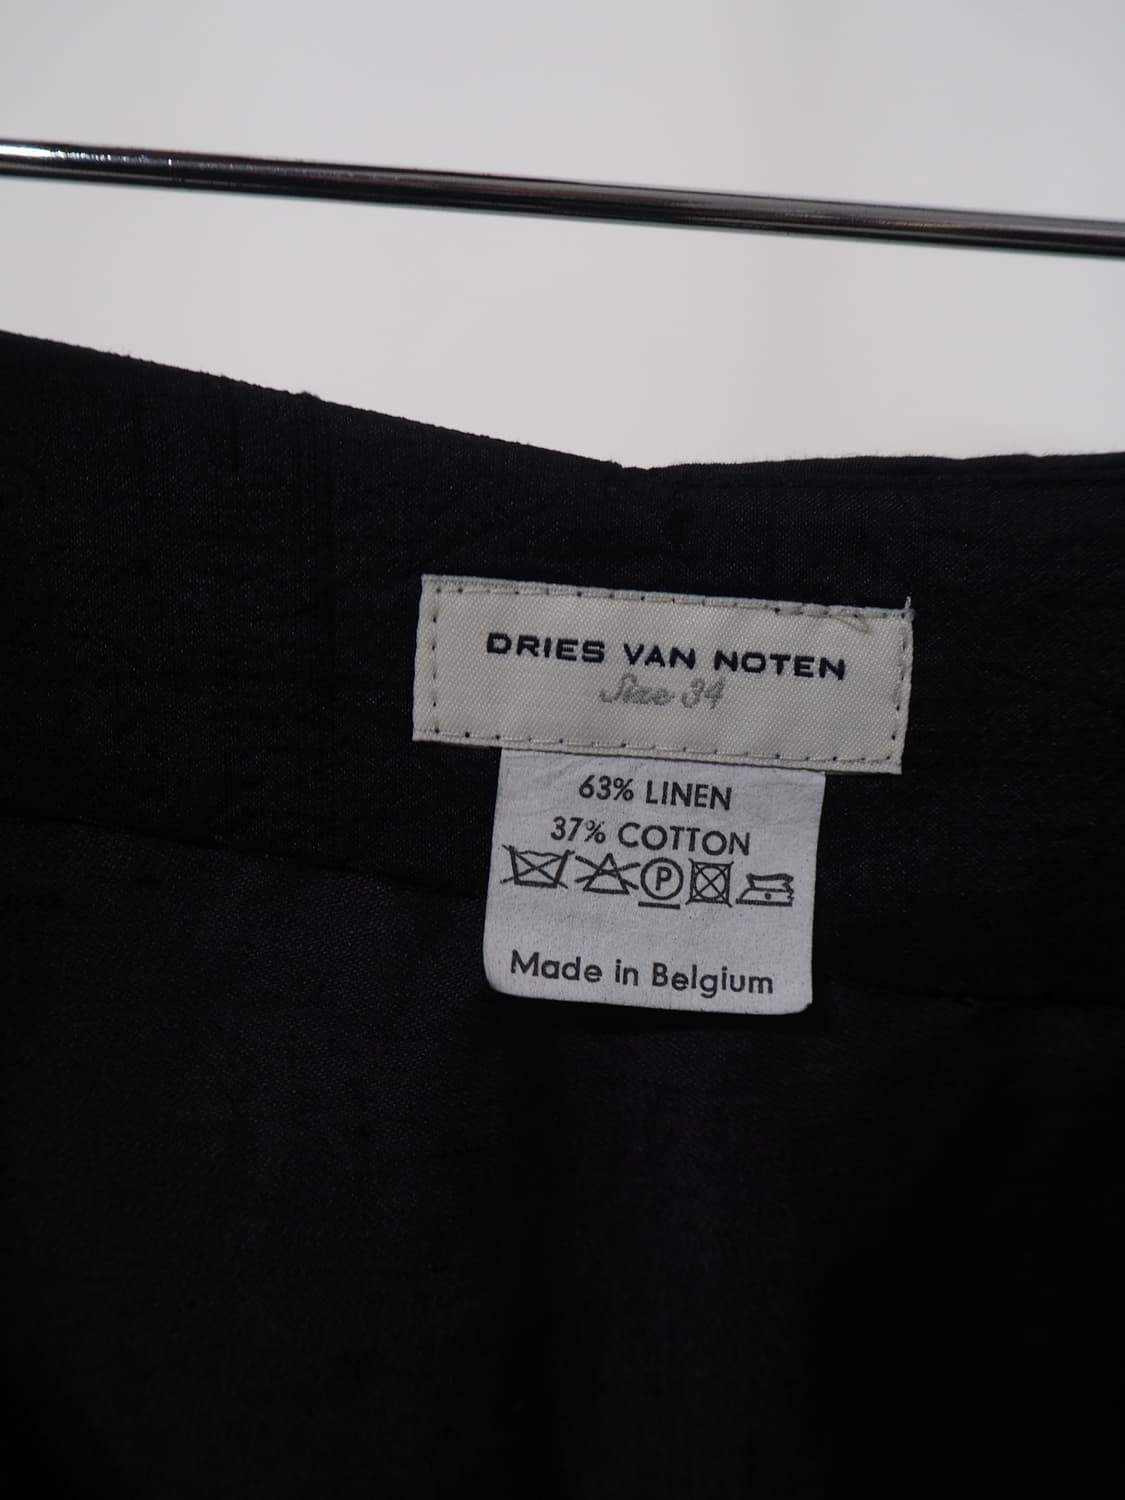 DRIES VAN NOTEN
Size 34
63% LINEN
37% COTTON
P
Made in Belgium